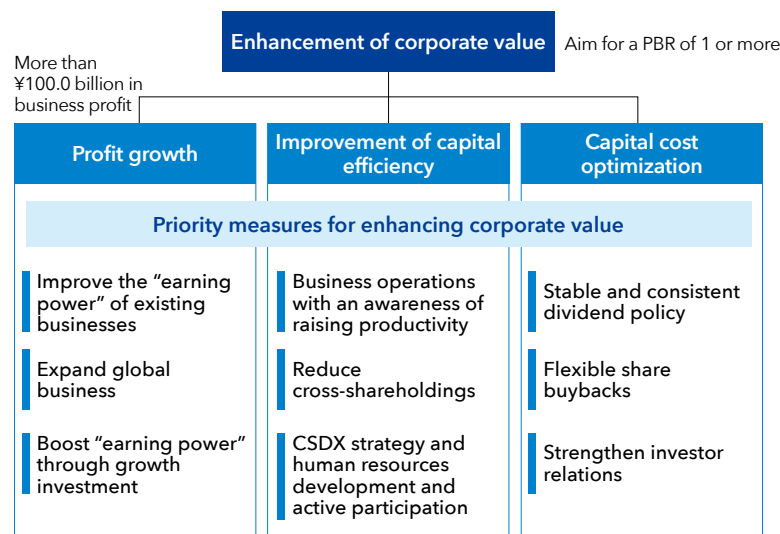 Enhancement of corporate value
Aim for a PBR of 1 or more
More than
¥100.0 billion in
business profit
Profit growth
Improvement of capital
efficiency
Capital cost
optimization
Priority measures for enhancing corporate value
Improve the “earning
power” of existing
businesses
Expand global
business
Boost “earning power”
through growth
investment
Business operations
with an awareness of
raising productivity
Reduce
cross-shareholdings
CSDX strategy and
human resources
development and
active participation
Stable and consistent
dividend policy
Flexible share
buybacks
Strengthen investor
relations